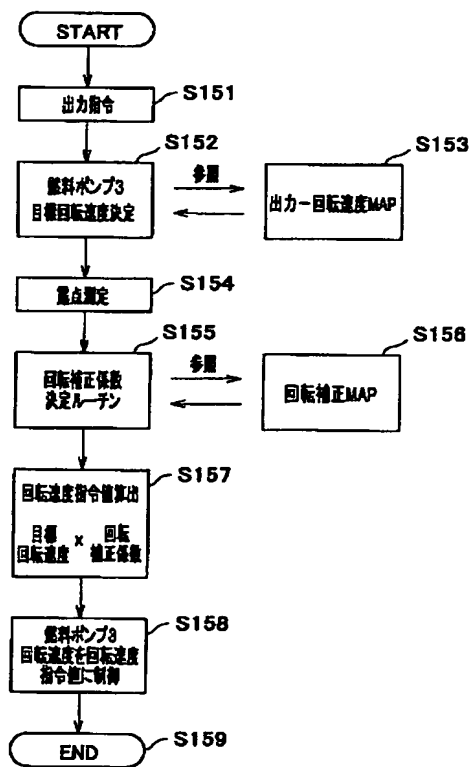 START
出力指令
S151
S152
燃料ポンプ3
目標回転速度決定
参照
S153
出力ー回転速度MAP
露点測定
S154
S155
回転補正係数
決定ルーチン
参照
S156
回転補正MAP
S157
回転速度指令値算出
目標
回転速度
×
回転
補正係数
S158
燃料ポンプ3
回転速度を回転速度
指令値に制御
END
S159